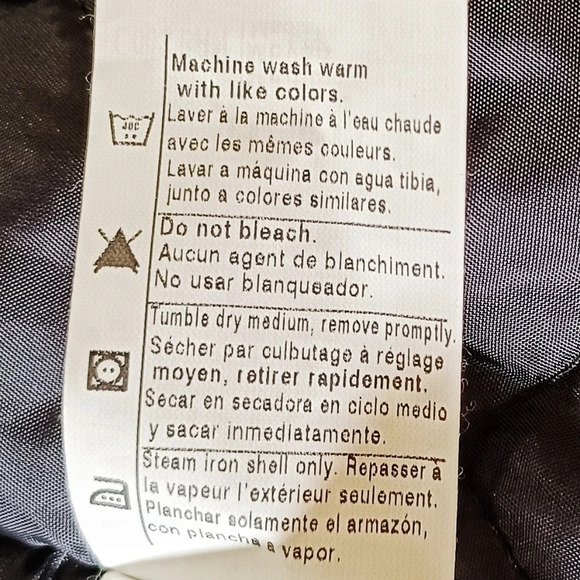 Machine wash warm
with like colors.
Laver à la machine à l'eau chaude
avec les mêmes couleurs.
Lavar a máquina con agua tibia,
junto a colores similares.
Do not bleach.
Aucun agent de blanchiment.
No usar blanqueador.
Tumble dry medium, remove promptly.
Sécher par culbutage à réglage
moyen, retirer rapidement.
Secar en secadora en ciclo medio
y sacar inmediatamente.
Steam iron shell only. Repasser à
la vapeur l'extérieur seulement.
Planchar solamente el armazón,
con plancha a vapor.